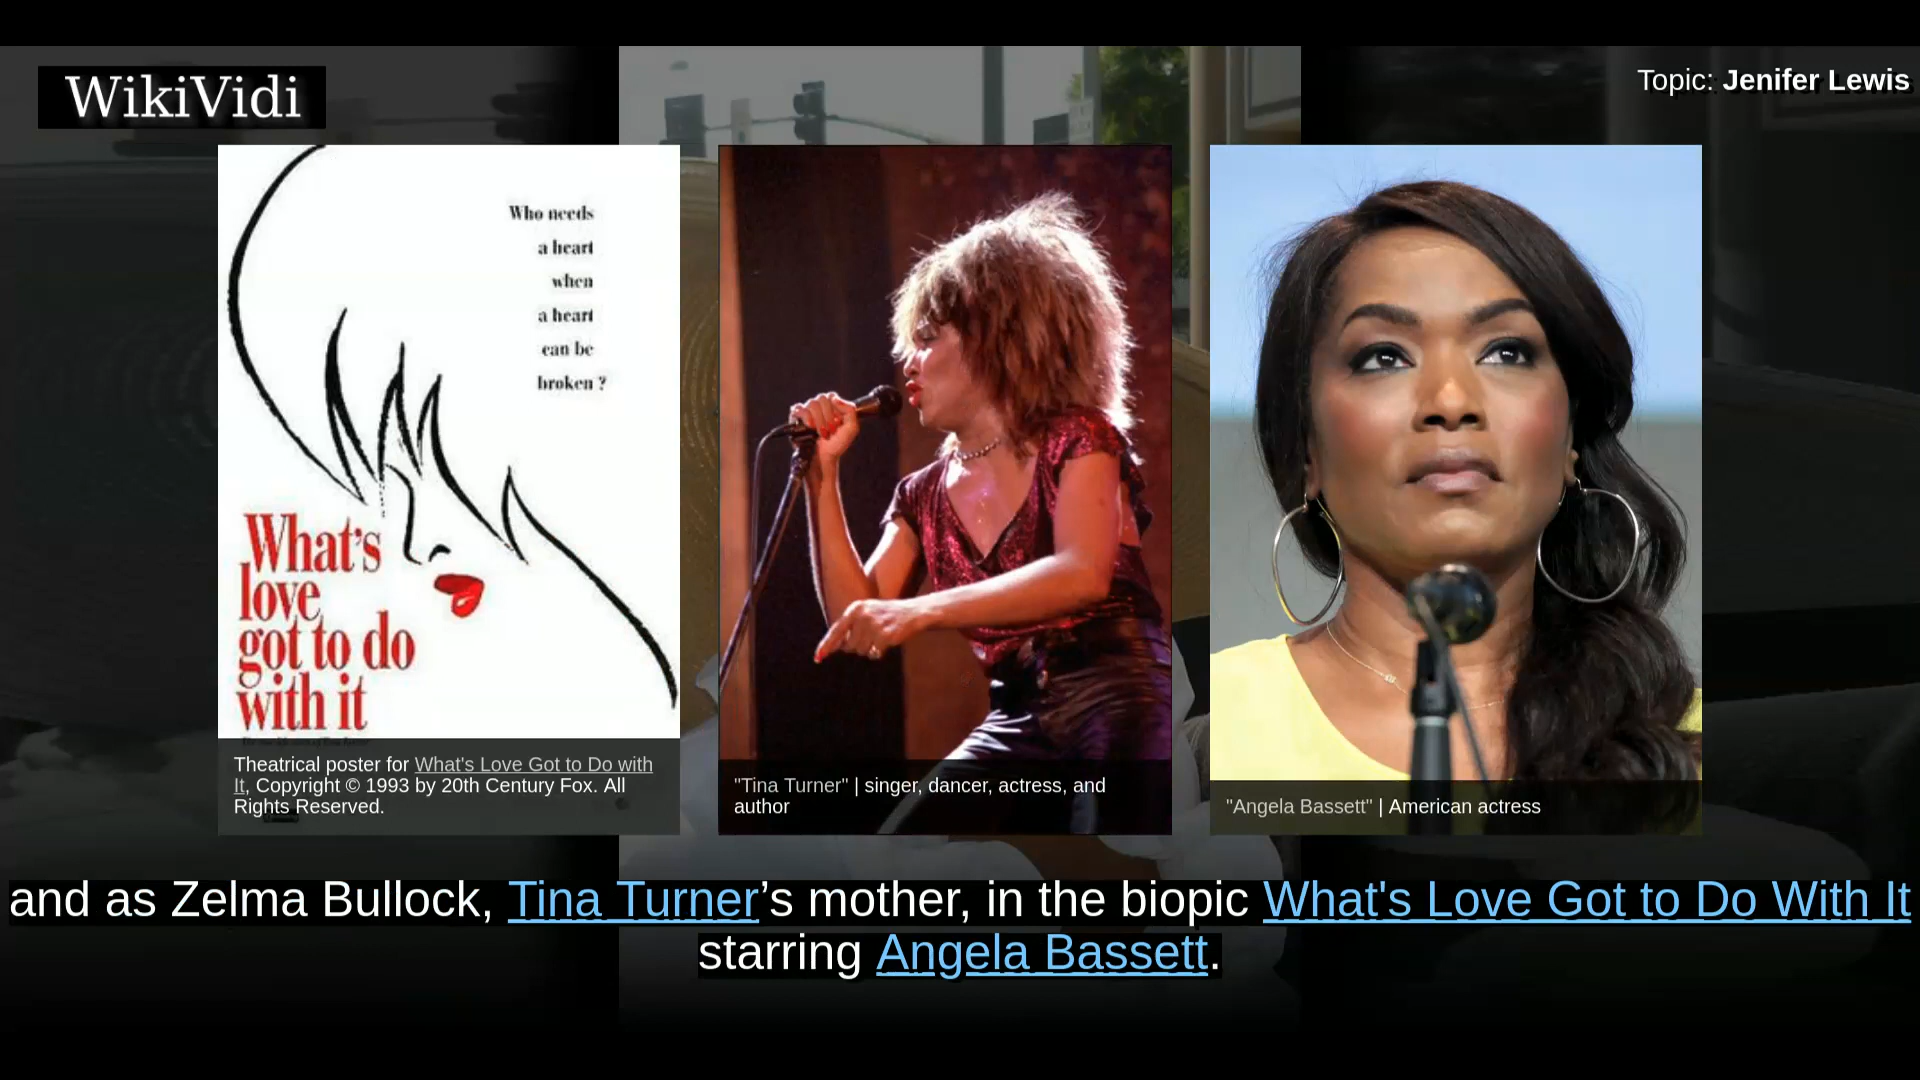 WikiVidi
Topic: Jenifer Lewis
Who needs
a heart
when
a heart
can be
broken ?
What's
love
got to do
with it
Theatrical poster for What's Love Got to Do with
It, Copyright © 1993 by 20th Century Fox. All
Rights Reserved.
"Tina Turner" | singer, dancer, actress, and
author
"Angela Bassett" | American actress
and as Zelma Bullock, Tina Turner’s mother, in the biopic What's Love Got to Do With It
starring Angela Bassett.